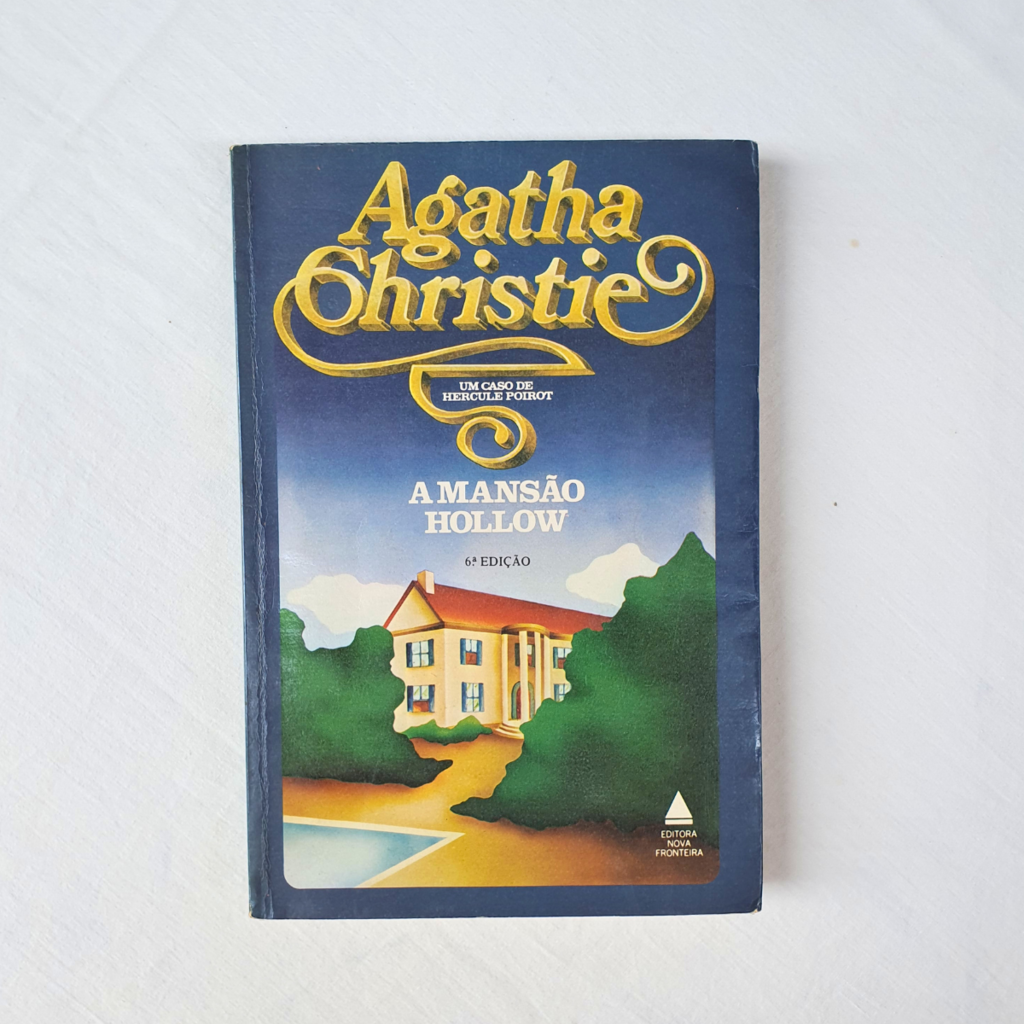 Agatha
Christie
UM CASO DE
HERCULE POIROT
A MANSÃO
HOLLOW
6ª EDIÇÃO
EDITORA
NOVA
FRONTEIRA